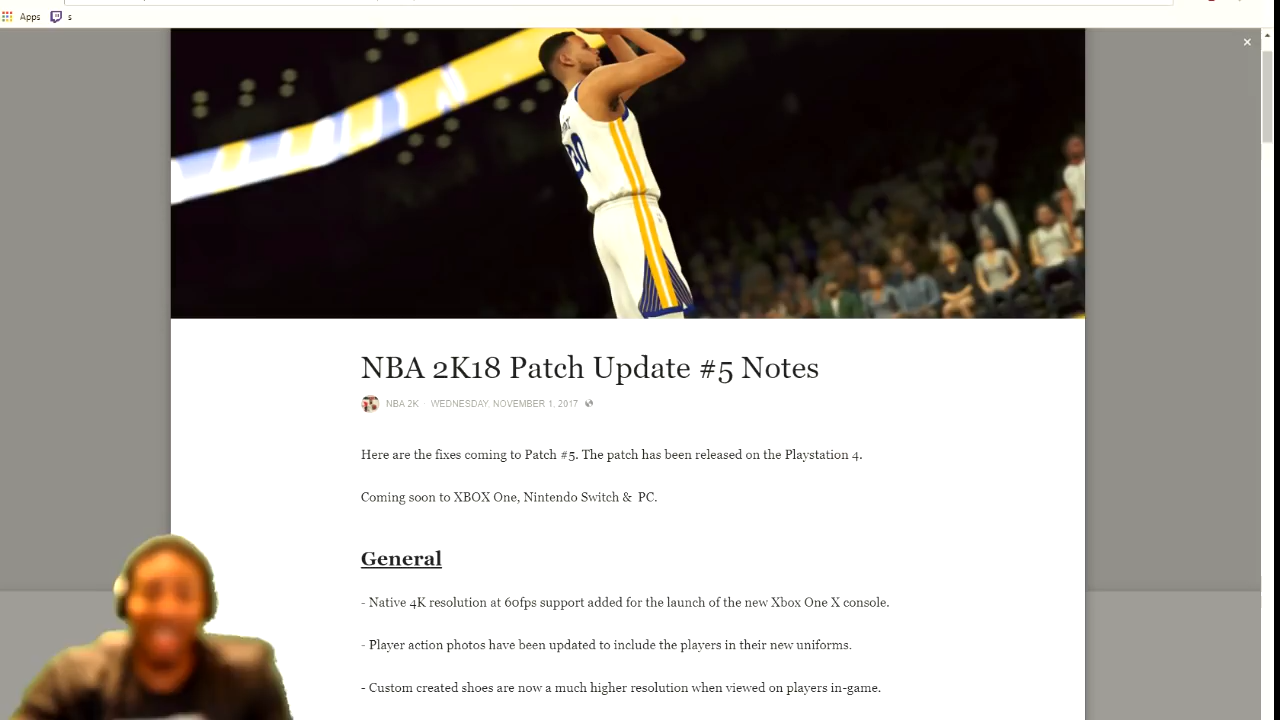 Apps s
NBA 2K18 Patch Update #5 Notes
NBA 2K · WEDNESDAY, NOVEMBER 1, 2017
Here are the fixes coming to Patch #5. The patch has been released on the Playstation 4.
Coming soon to XBOX One, Nintendo Switch & PC.
General
- Native 4K resolution at 60fps support added for the launch of the new Xbox One X console.
- Player action photos have been updated to include the players in their new uniforms.
- Custom created shoes are now a much higher resolution when viewed on players in-game.